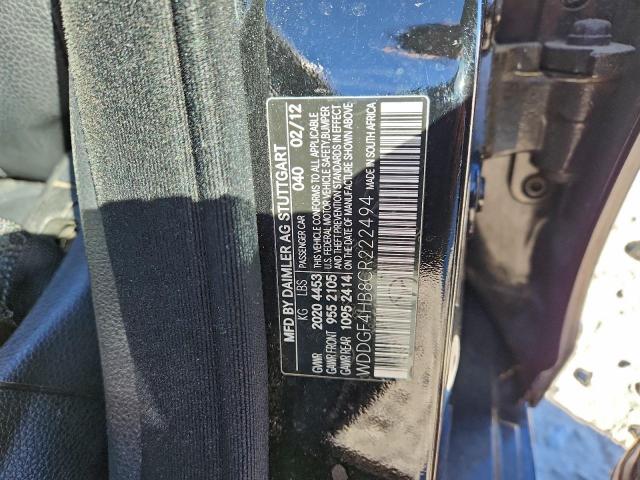 MFD BY DAIMLER AG STUTTGART
PASSENGER CAR 040 02/12
KG LBS
GVWR 2020 4453
GAWR FRONT 955 2105
GAWR REAR 1095 2414
THIS VEHICLE CONFORMS TO ALL APPLICABLE
U.S. FEDERAL MOTOR VEHICLE SAFETY BUMPER
AND THEFT PREVENTION STANDARDS IN EFFECT
ON THE DATE OF MANUFACTURE SHOWN ABOVE
WDDGF4HB8CR222494 MADE IN SOUTH AFRICA